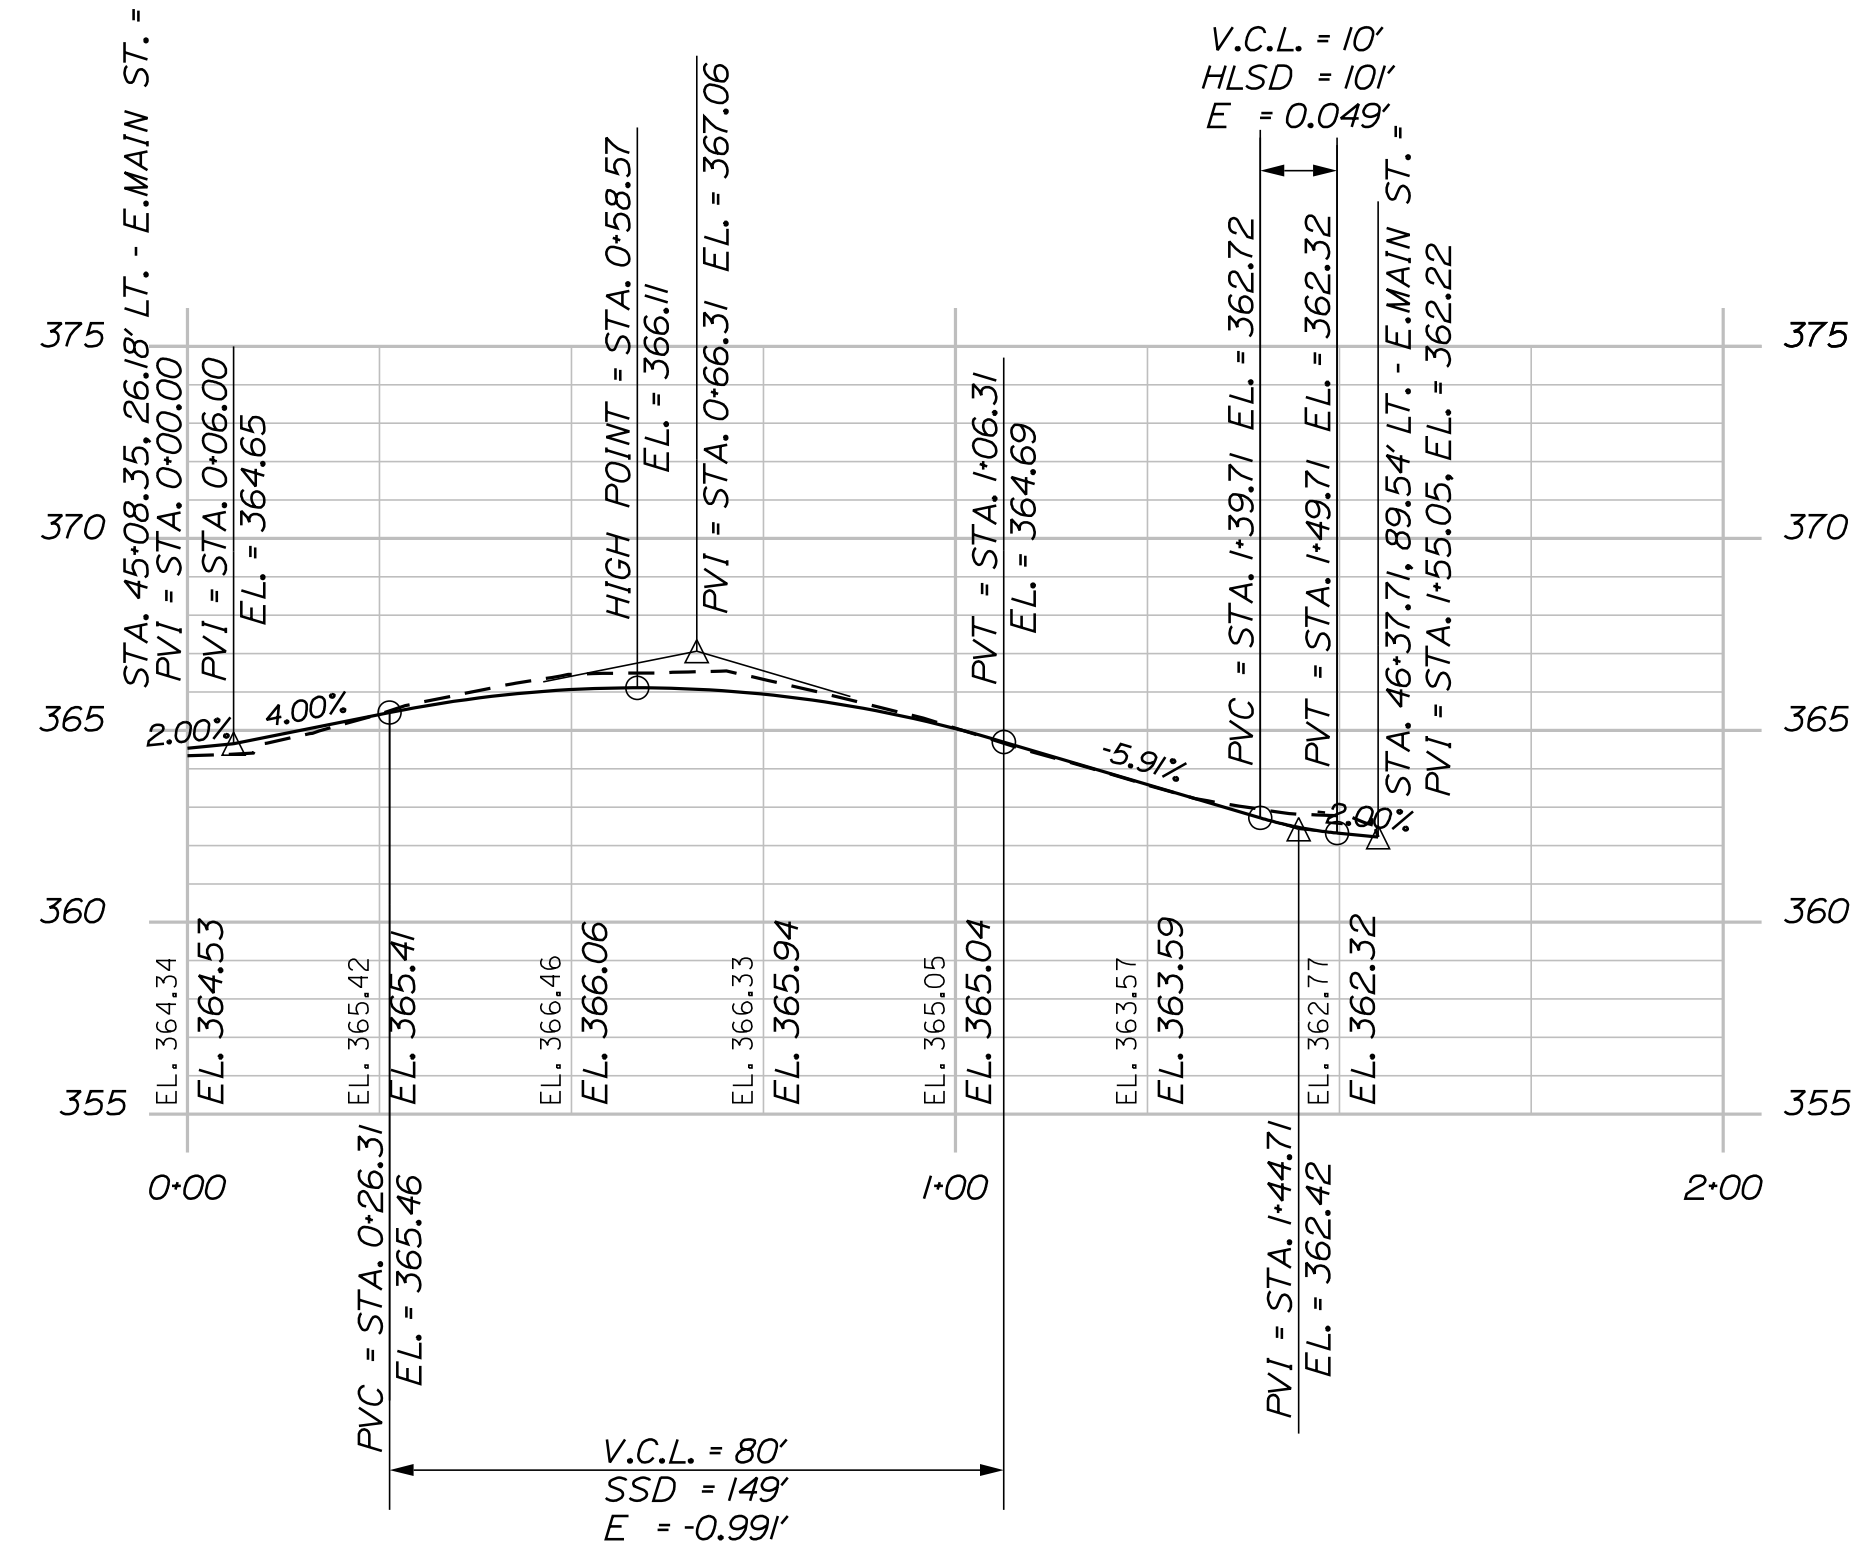 V.C.L. = 10'
HLSD = 101'
E = 0.049'
STA. 45+08.35, 26.18' LT. - E.MAIN ST. =
PVI = STA. 0+00.00
PVI = STA. 0+06.00
EL. = 364.65
HIGH POINT = STA. 0+58.57
EL. = 366.11
PVI = STA. 0+66.31 EL. = 367.06
PVT = STA. 1+06.31
EL. = 364.69
PVC = STA. 1+39.71 EL. = 362.72
PVT = STA. 1+49.71 EL. = 362.32
STA. 46+37.71, 89.54' LT. - E.MAIN ST. =
PVI = STA. 1+55.05, EL. = 362.22
375
375
370
370
365
365
360
360
355
355
2.00%
4.00%
-5.91%
-2.00%
EL. 364.34
EL. 364.53
EL. 365.42
EL. 365.41
EL. 366.46
EL. 366.06
EL. 366.33
EL. 365.94
EL. 365.05
EL. 365.04
EL. 363.57
EL. 363.59
EL. 362.77
EL. 362.32
0+00
1+00
2+00
PVC = STA. 0+26.31
EL. = 365.46
PVI = STA. 1+44.71
EL. = 362.42
V.C.L. = 80'
SSD = 149'
E = -0.991'